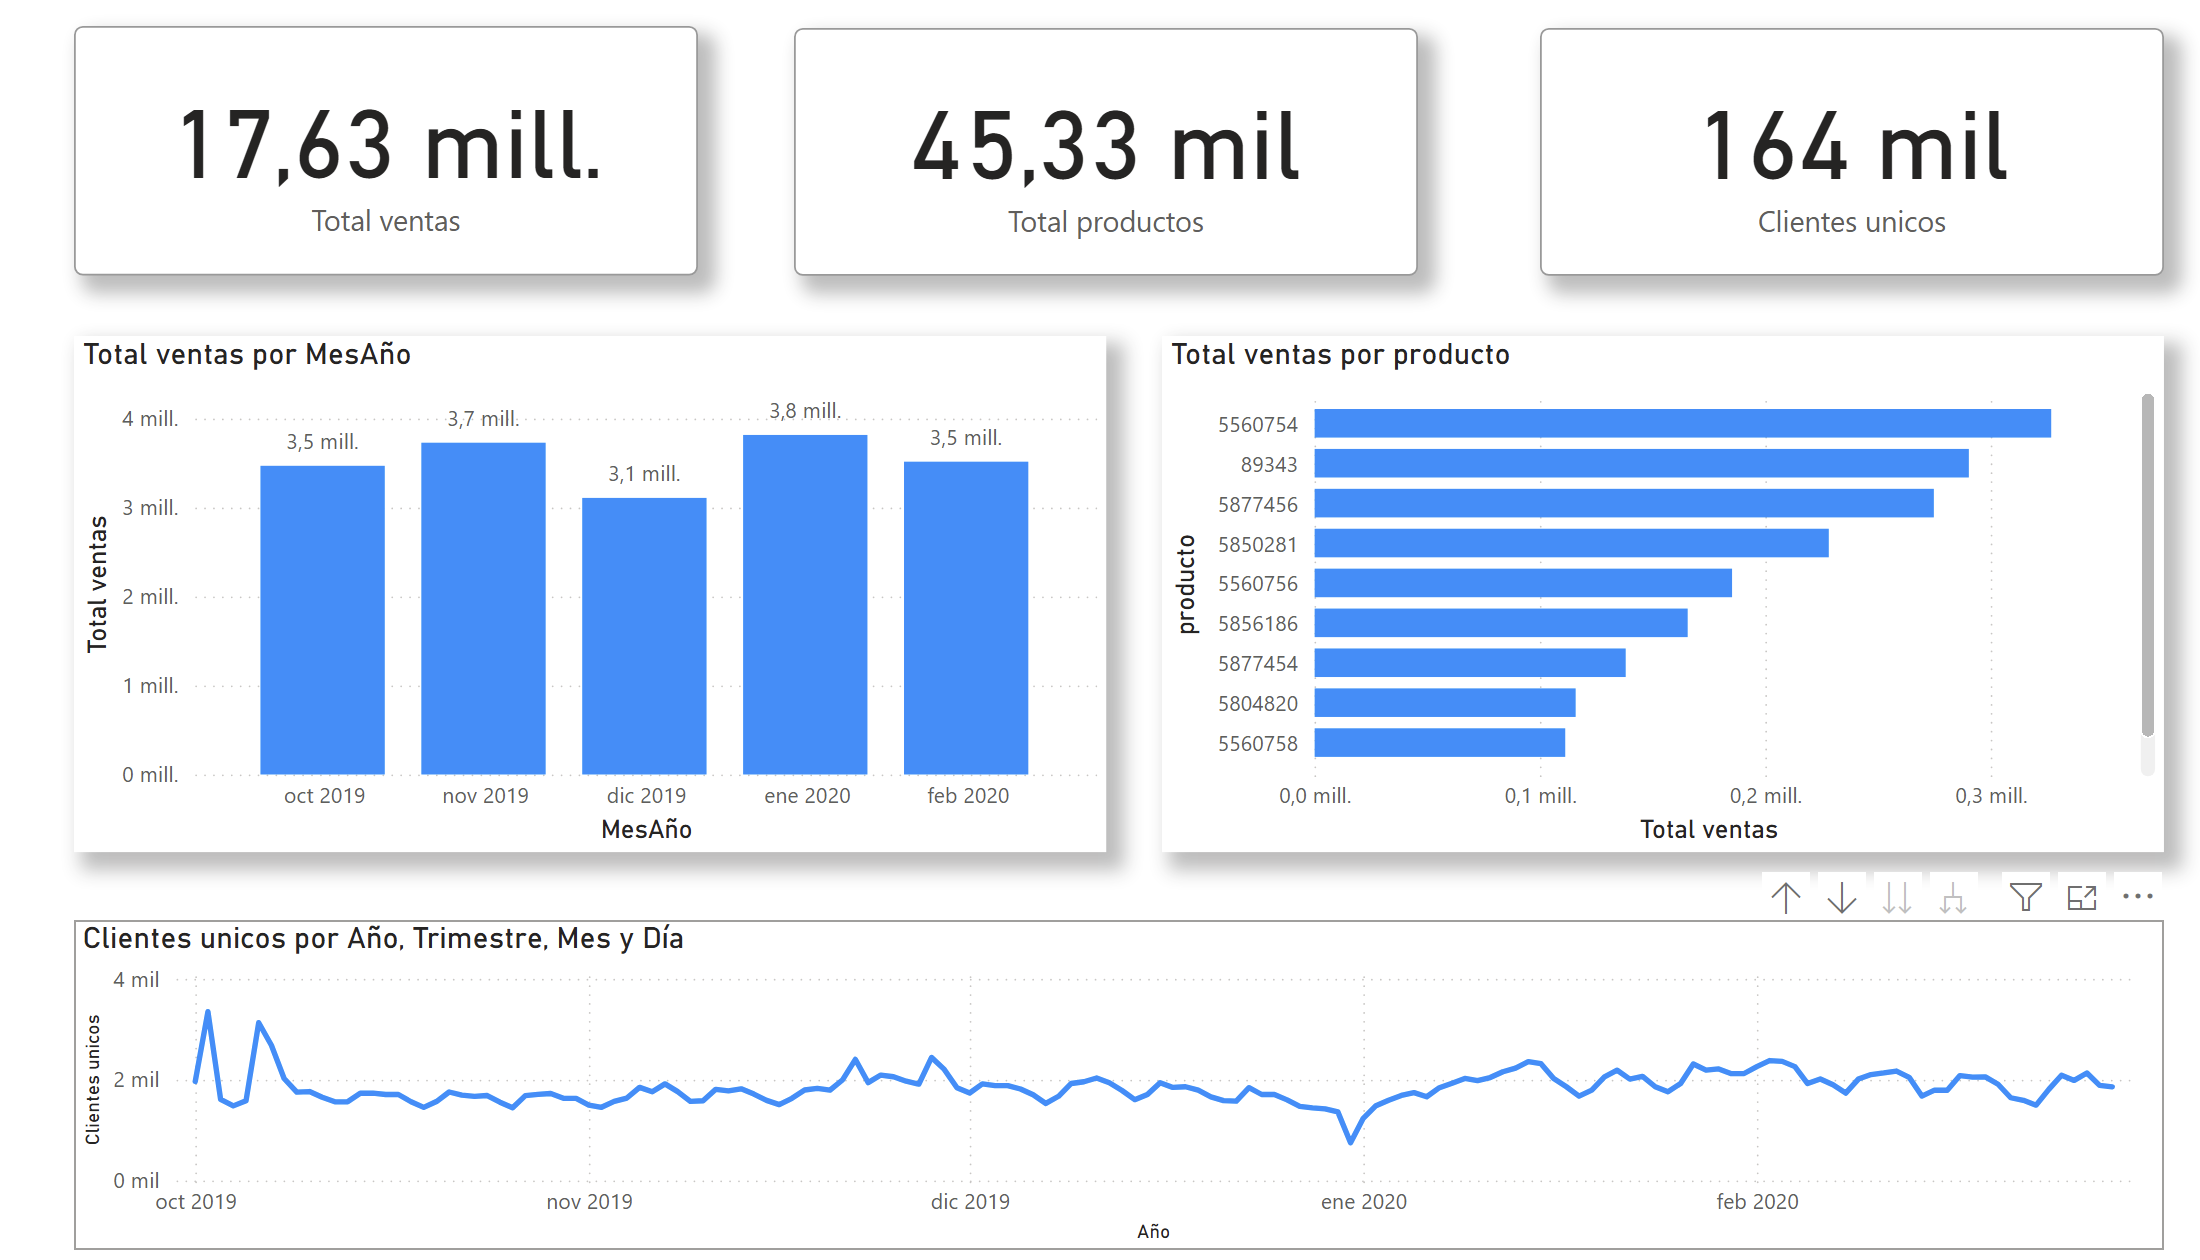 17,63 mill.
Total ventas
45,33 mil
Total productos
164 mil
Clientes unicos
Total ventas por MesAño
Total ventas
4 mill.
3 mill.
2 mill.
1 mill.
0 mill.
3,5 mill.
3,7 mill.
3,1 mill.
3,8 mill.
3,5 mill.
oct 2019
nov 2019
dic 2019
ene 2020
feb 2020
MesAño
Total ventas por producto
producto
5560754
89343
5877456
5850281
5560756
5856186
5877454
5804820
5560758
0,0 mill.
0,1 mill.
0,2 mill.
0,3 mill.
Total ventas
Clientes unicos por Año, Trimestre, Mes y Día
Clientes unicos
4 mil
2 mil
0 mil
oct 2019
nov 2019
dic 2019
ene 2020
feb 2020
Año